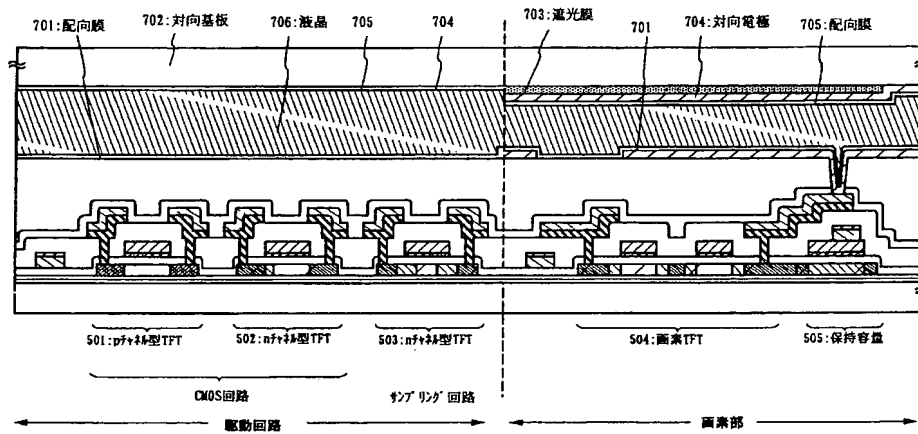 701:配向膜
702:対向基板
706:液晶
705
704
703:遮光膜
701
704:対向電極
705:配向膜
501:pチャネル型TFT
502:nチャネル型TFT
503:nチャネル型TFT
504:画素TFT
505:保持容量
CMOS回路
サンプリング回路
駆動回路
画素部